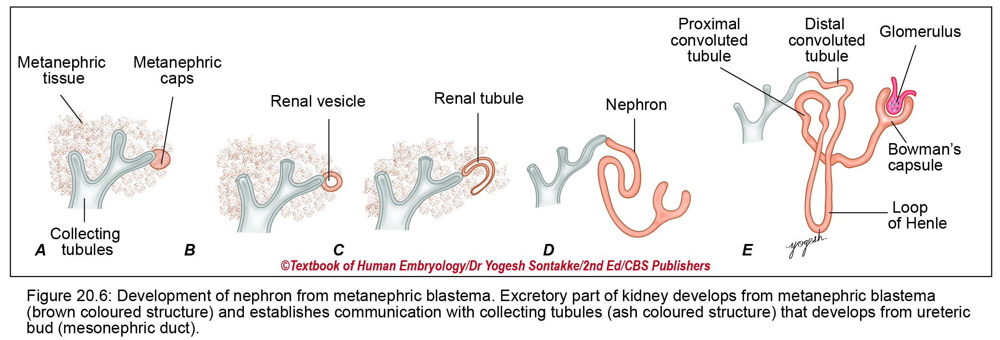 Metanephric
tissue
Metanephric
caps
Collecting
tubules
A
Renal vesicle
B
Renal tubule
C
Nephron
D
Proximal
convoluted
tubule
Distal
convoluted
tubule
Glomerulus
Bowman’s
capsule
Loop
of Henle
yogesh
E
©Textbook of Human Embryology/Dr Yogesh Sontakke/2nd Ed/CBS Publishers
Figure 20.6: Development of nephron from metanephric blastema. Excretory part of kidney develops from metanephric blastema
(brown coloured structure) and establishes communication with collecting tubules (ash coloured structure) that develops from ureteric
bud (mesonephric duct).